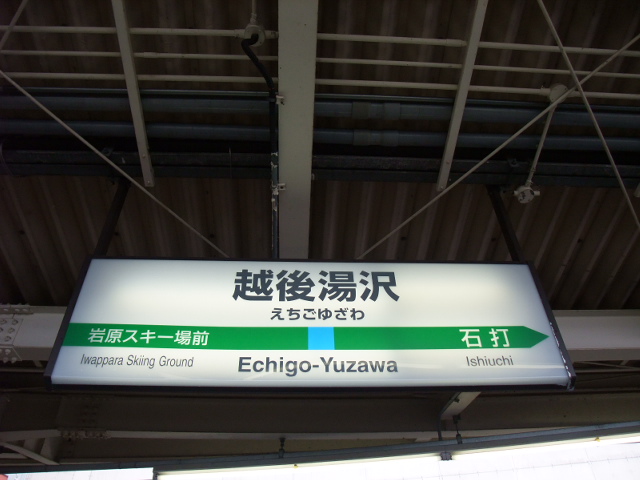 越後湯沢
えちごゆざわ
岩原スキー場前 石打
Iwappara Skiing Ground Echigo-Yuzawa Ishiuchi